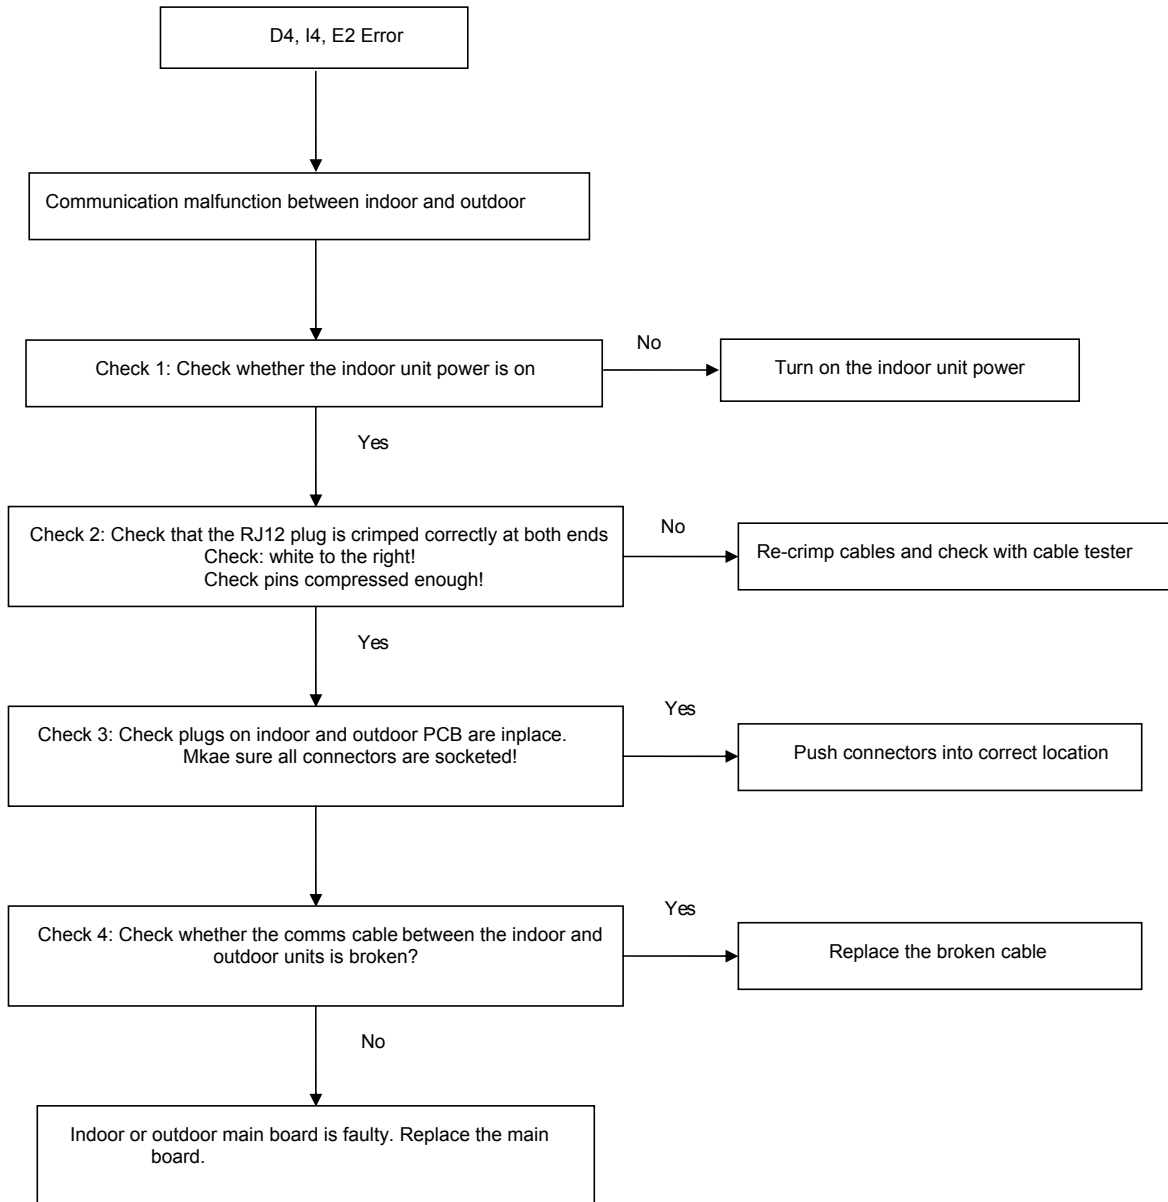 D4, I4, E2 Error
Communication malfunction between indoor and outdoor
Check 1: Check whether the indoor unit power is on
No
Turn on the indoor unit power
Yes
Check 2: Check that the RJ12 plug is crimped correctly at both ends
Check: white to the right!
Check pins compressed enough!
No
Re-crimp cables and check with cable tester
Yes
Check 3: Check plugs on indoor and outdoor PCB are inplace.
Mkae sure all connectors are socketed!
Yes
Push connectors into correct location
Check 4: Check whether the comms cable between the indoor and
outdoor units is broken?
Yes
Replace the broken cable
No
Indoor or outdoor main board is faulty. Replace the main
board.